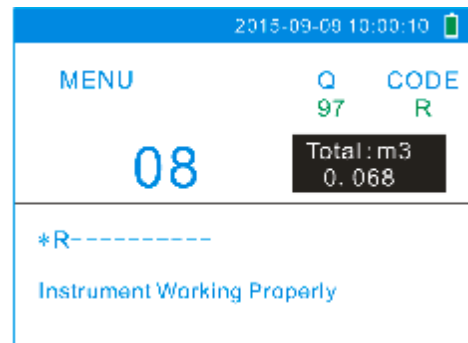 2015-09-09 10:00:10
MENU Q CODE
97 R
08
Total:m3
0.068
*R----------
Instrument Working Properly